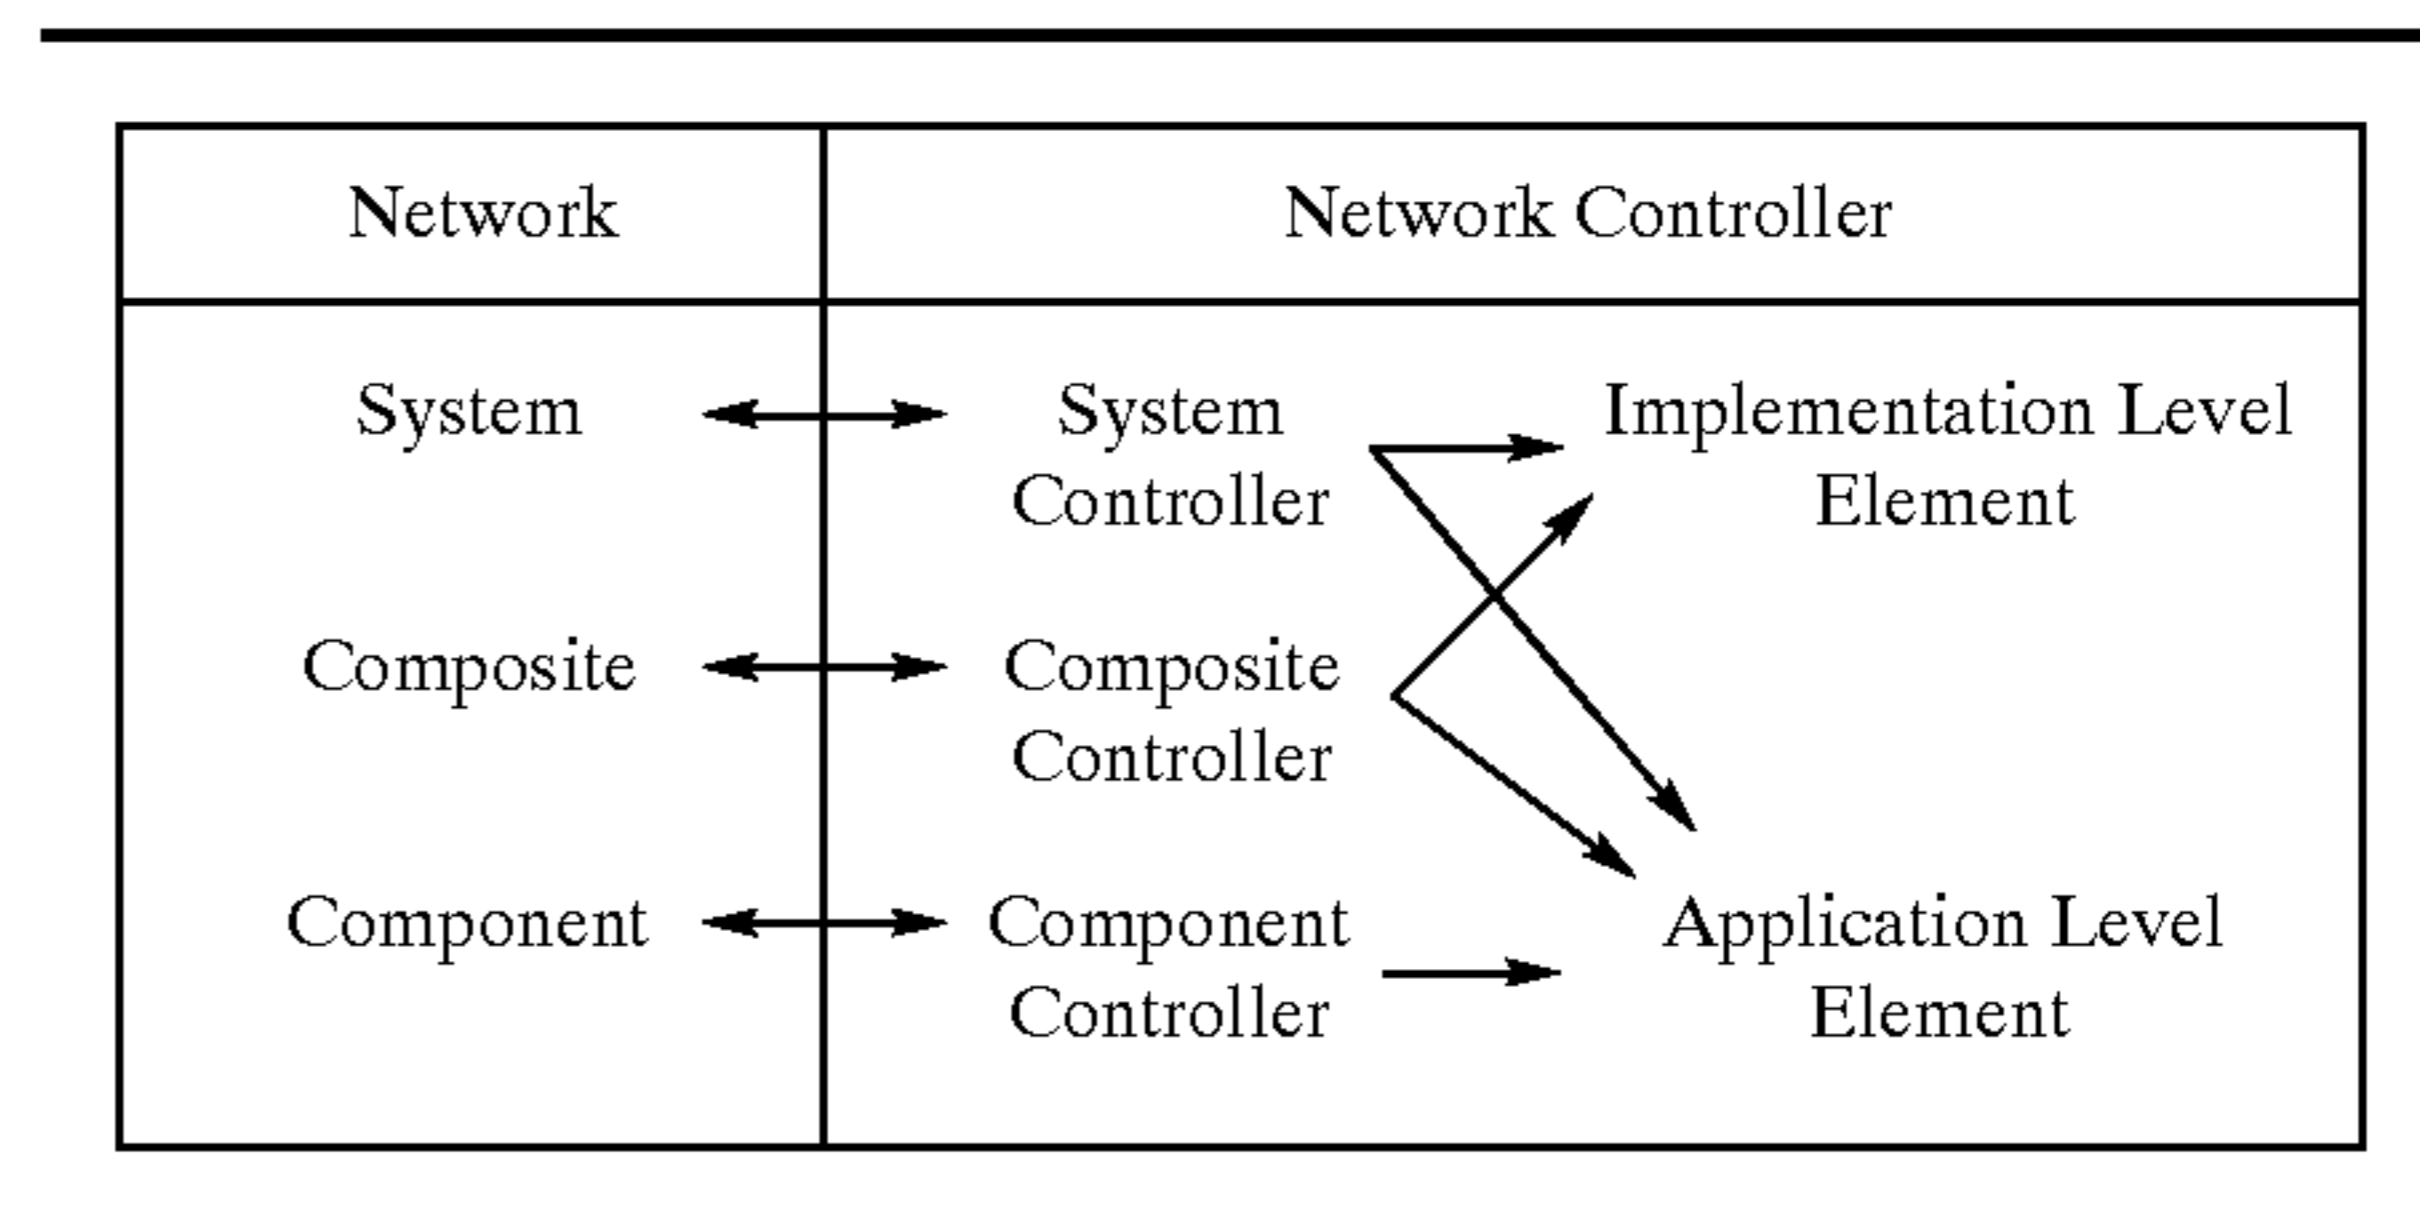 Network
Network Controller
System
System
Controller
Implementation Level
Element
Composite
Composite
Controller
Component
Component
Controller
Application Level
Element